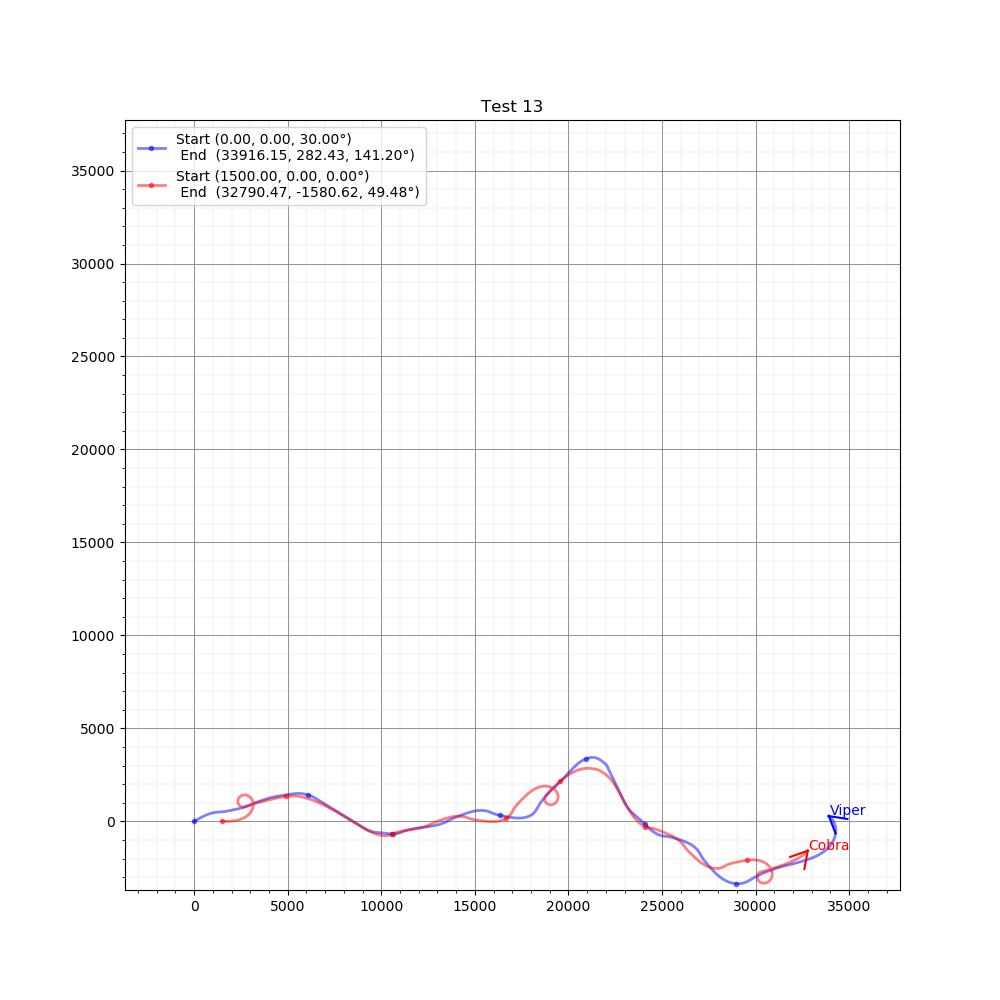 Test 13
Start (0.00, 0.00, 30.00°)
End  (33916.15, 282.43, 141.20°)
Start (1500.00, 0.00, 0.00°)
End  (32790.47, -1580.62, 49.48°)
35000
30000
25000
20000
15000
10000
5000
0
Viper
Cobra
0 5000 10000 15000 20000 25000 30000 35000